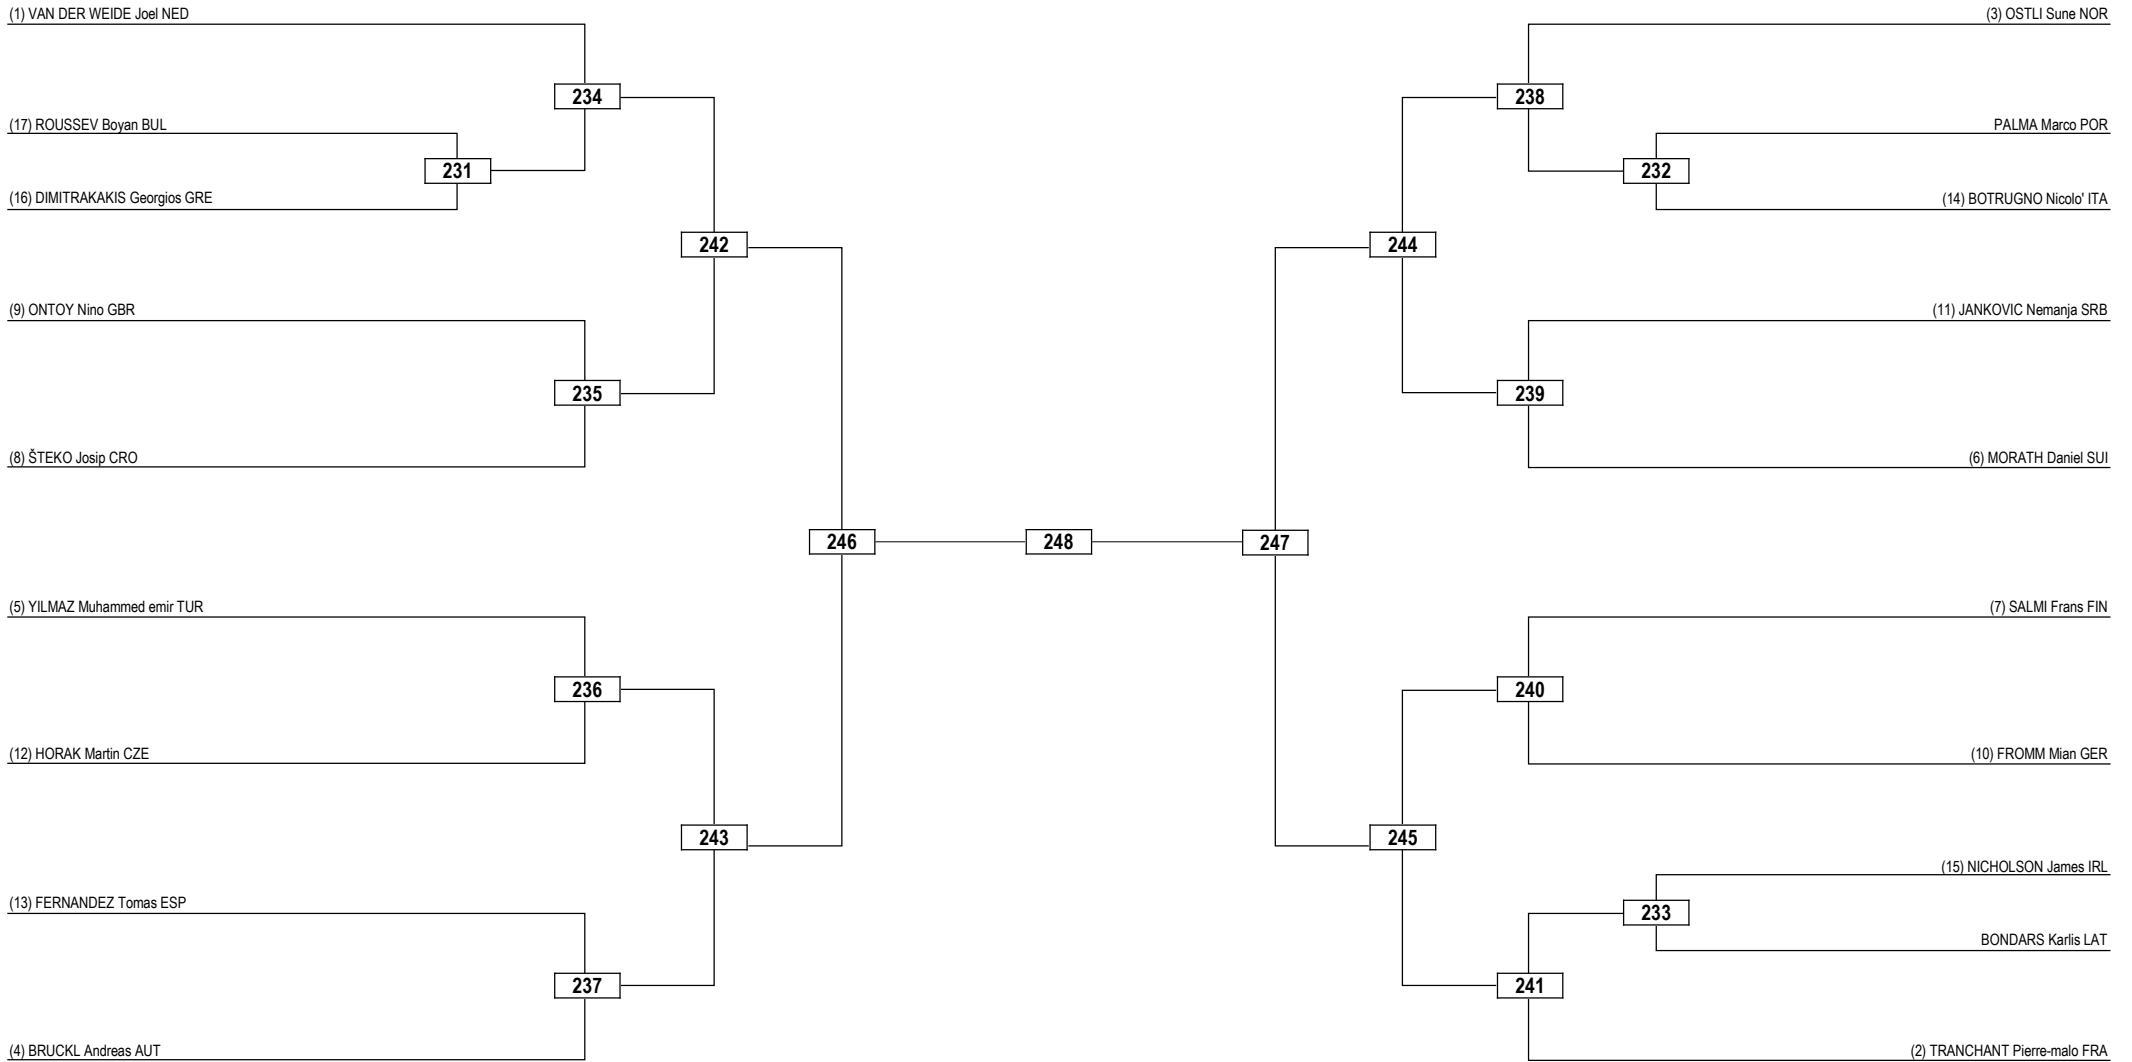 (1) VAN DER WEIDE Joel NED
(3) OSTLI Sune NOR
234
238
(17) ROUSSEV Boyan BUL
PALMA Marco POR
231
232
(16) DIMITRAKAKIS Georgios GRE
(14) BOTRUGNO Nicolo' ITA
242
244
(9) ONTOY Nino GBR
(11) JANKOVIC Nemanja SRB
235
239
(8) ŠTEKO Josip CRO
(6) MORATH Daniel SUI
246
248
247
(5) YILMAZ Muhammed emir TUR
(7) SALMI Frans FIN
236
240
(12) HORAK Martin CZE
(10) FROMM Mian GER
243
245
(15) NICHOLSON James IRL
(13) FERNANDEZ Tomas ESP
233
BONDARS Karlis LAT
237
241
(4) BRUCKL Andreas AUT
(2) TRANCHANT Pierre-malo FRA